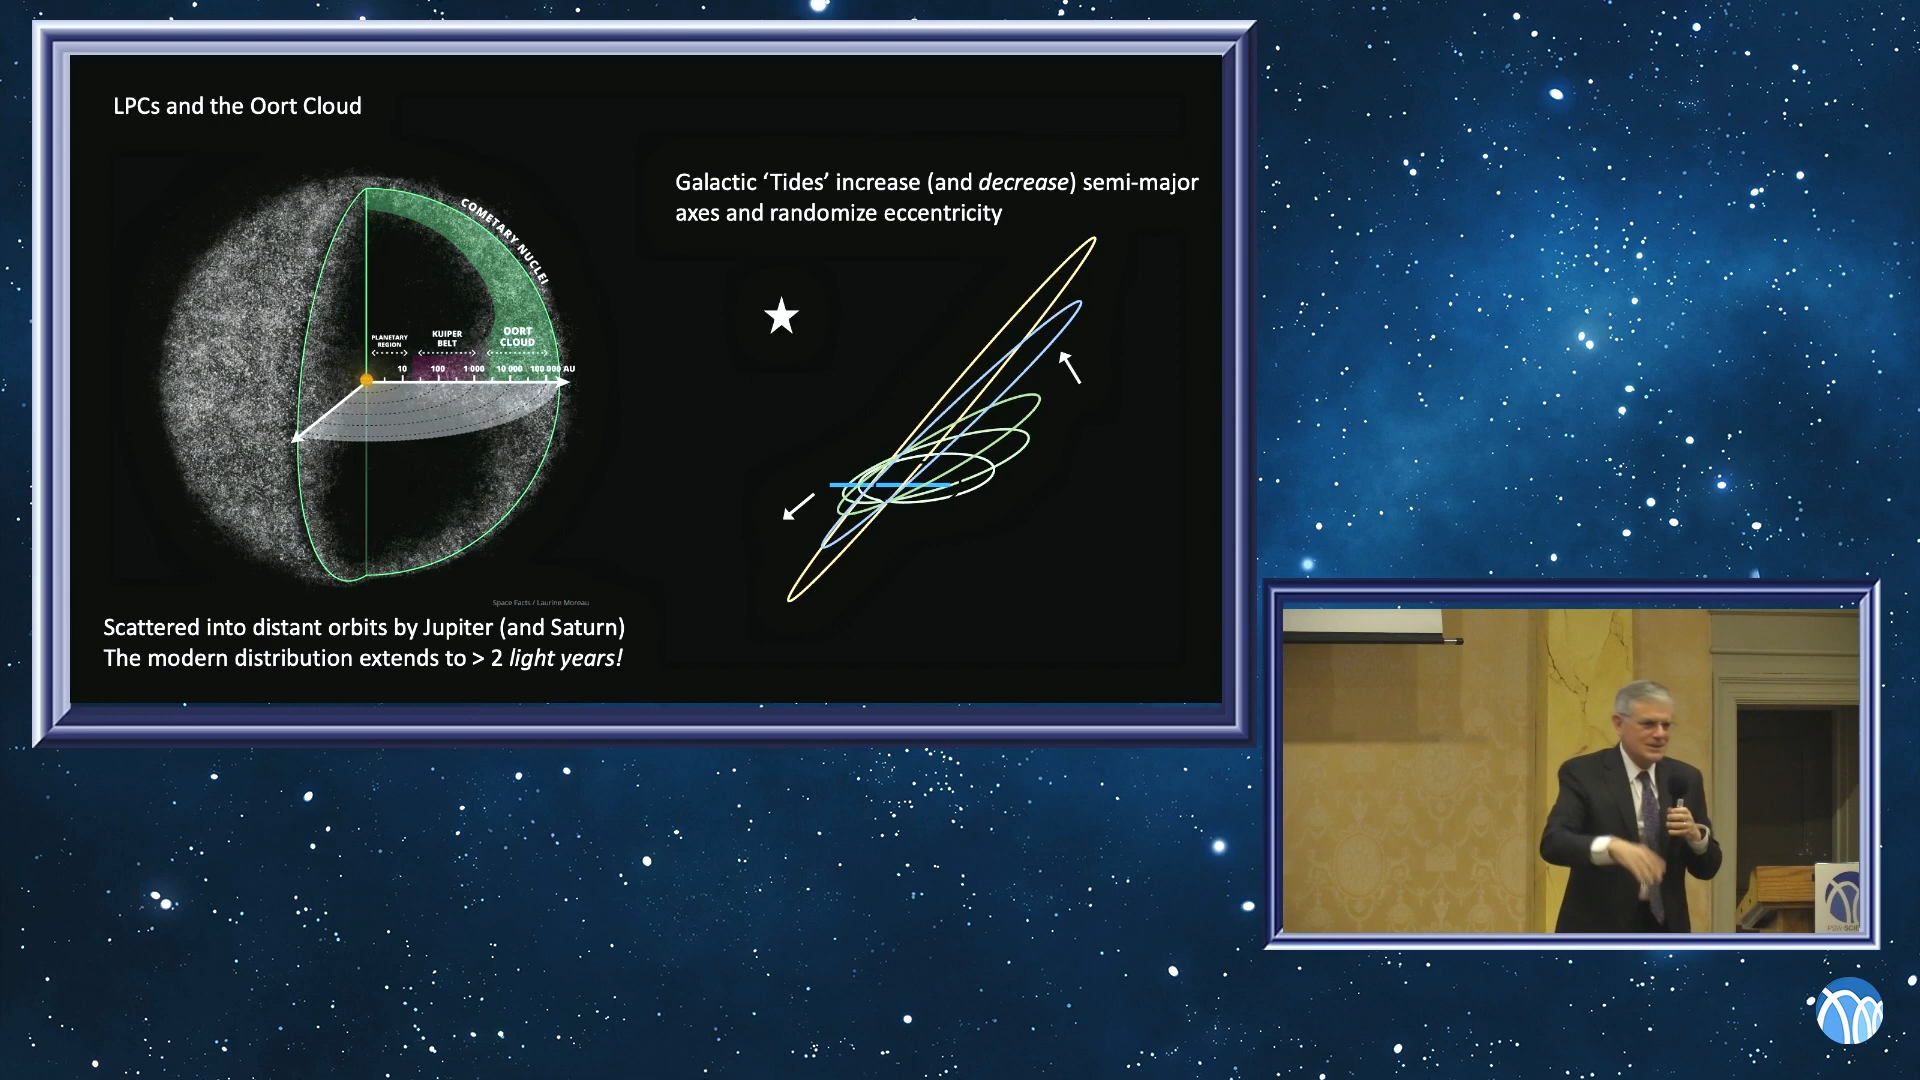 LPCs and the Oort Cloud
Galactic ‘Tides’ increase (and decrease) semi-major
axes and randomize eccentricity
COMETARY NUCLEI
PLANETARY
REGION
KUIPER
BELT
OORT
CLOUD
10 100 1 000 10 000 100 000 AU
Space Facts / Laurine Moreau
Scattered into distant orbits by Jupiter (and Saturn)
The modern distribution extends to > 2 light years!
PSW SCIE